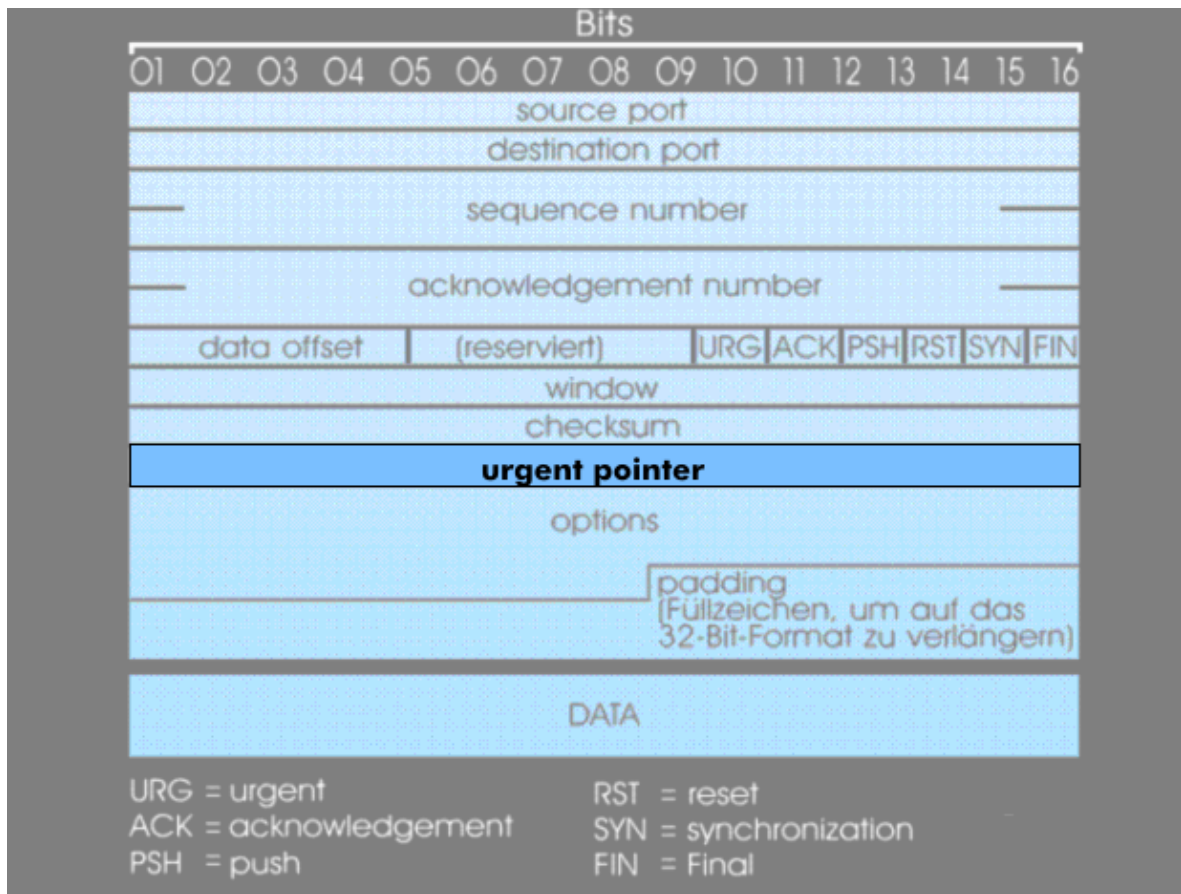 Bits
01 02 03 04 05 06 07 08 09 10 11 12 13 14 15 16
source port
destination port
sequence number
acknowledgement number
data offset (reserviert) URG ACK PSH RST SYN FIN
window
checksum
urgent pointer
options
padding
(Füllzeichen, um auf das
32-Bit-Format zu verlängern)
DATA
URG = urgent
ACK = acknowledgement
PSH = push
RST = reset
SYN = synchronization
FIN = Final